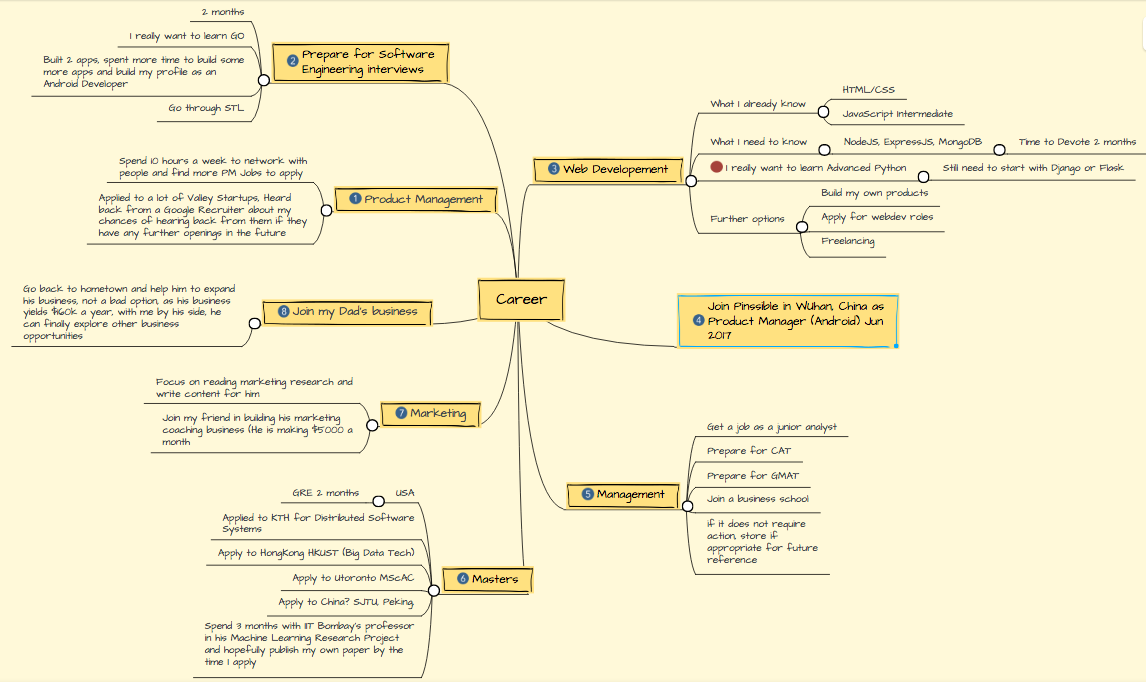 Career
2 Prepare for Software
Engineering interviews
2 months
I really want to learn GO
Built 2 apps, spent more time to build some
more apps and build my profile as an
Android Developer
Go through STL
1 Product Management
Spend 10 hours a week to network with
people and find more PM Jobs to apply
Applied to a lot of Valley Startups, Heard
back from a Google Recruiter about my
chances of hearing back from them if they
have any further openings in the future
8 Join my Dad's business
Go back to hometown and help him to expand
his business, not a bad option, as his business
yields $160k a year, with me by his side, he
can finally explore other business
opportunities
7 Marketing
Focus on reading marketing research and
write content for him
Join my friend in building his marketing
coaching business (He is making $5000 a
month
6 Masters
USA
GRE 2 months
Applied to KTH for Distributed Software
Systems
Apply to HongKong HKUST (Big Data Tech)
Apply to Utoronto MScAC
Apply to China? SJTU, Peking,
Spend 3 months with IIT Bombay's professor
in his Machine Learning Research Project
and hopefully publish my own paper by the
time I apply
3 Web Developement
What I already know
HTML/CSS
JavaScript Intermediate
What I need to know
NodeJS, ExpressJS, MongoDB
Time to Devote 2 months
I really want to learn Advanced Python
Still need to start with Django or Flask
Further options
Build my own products
Apply for webdev roles
Freelancing
4 Join Pinssible in Wuhan, China as
Product Manager (Android) Jun
2017
5 Management
Get a job as a junior analyst
Prepare for CAT
Prepare for GMAT
Join a business school
If it does not require
action, store if
appropriate for future
reference